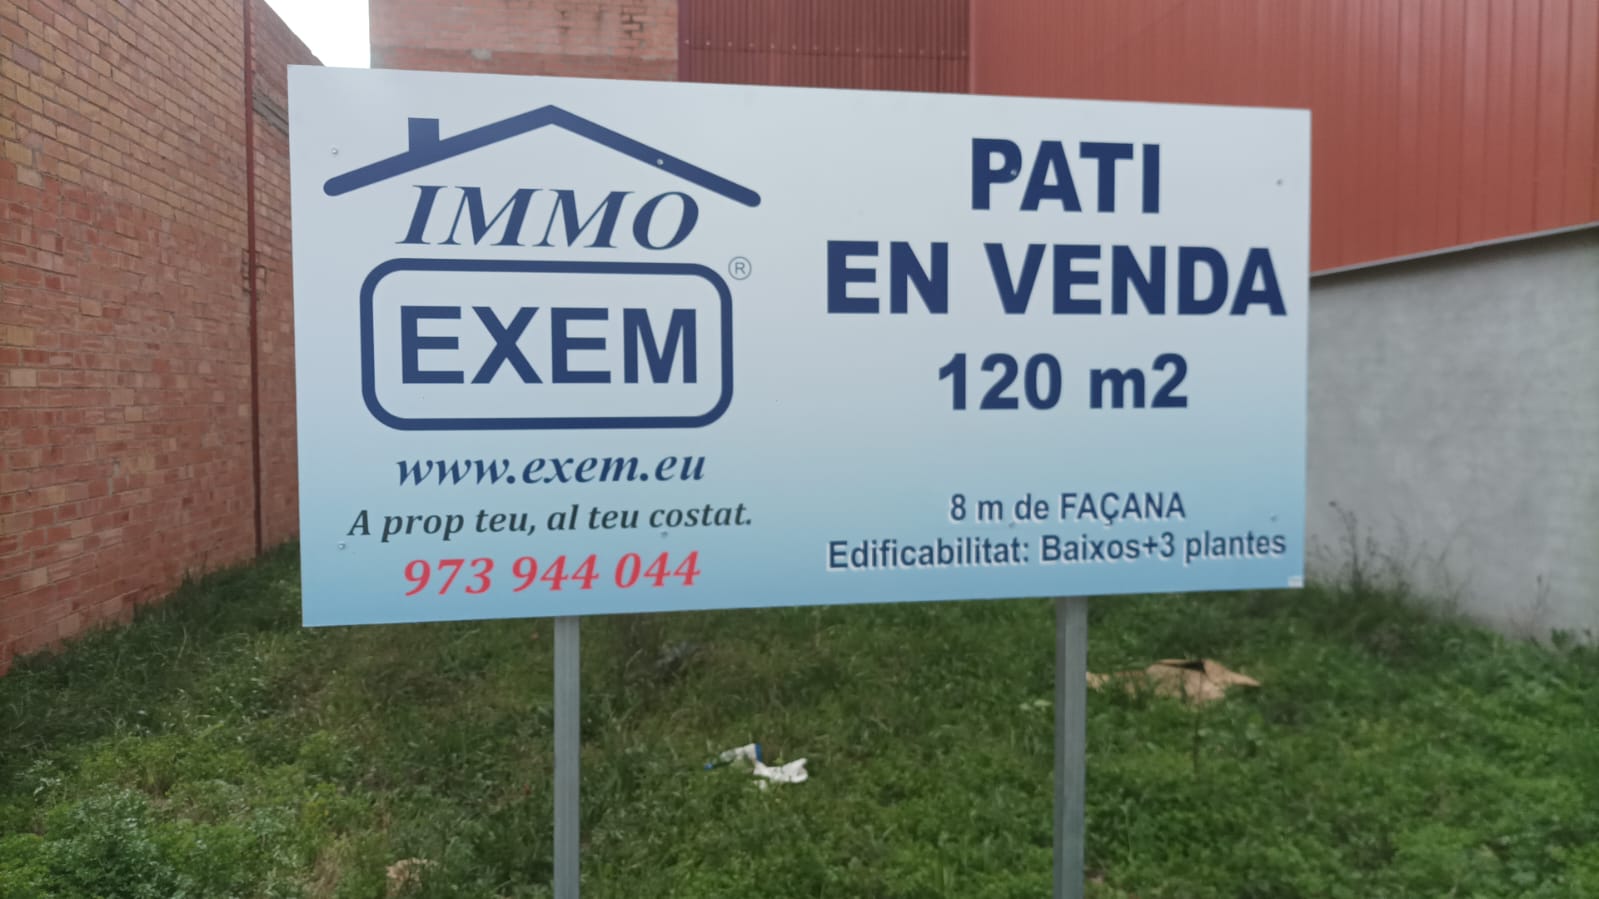 IMMO
EXEM
®
www.exem.eu
A prop teu, al teu costat.
973 944 044
PATI
EN VENDA
120 m2
8 m de FAÇANA
Edificabilitat: Baixos+3 plantes